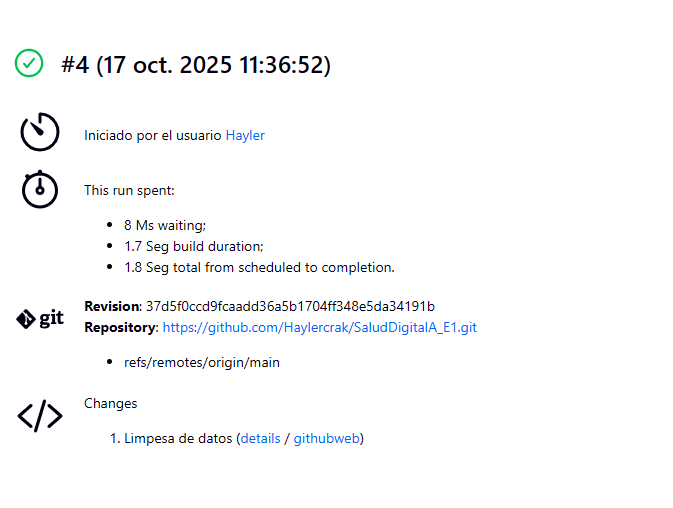 #4 (17 oct. 2025 11:36:52)
Iniciado por el usuario Hayler
This run spent:
8 Ms waiting;
1.7 Seg build duration;
1.8 Seg total from scheduled to completion.
git
Revision: 37d5f0ccd9fcaadd36a5b1704ff348e5da34191b
Repository: https://github.com/Haylercrak/SaludDigitalA_E1.git
refs/remotes/origin/main
Changes
1. Limpesa de datos (details / githubweb)